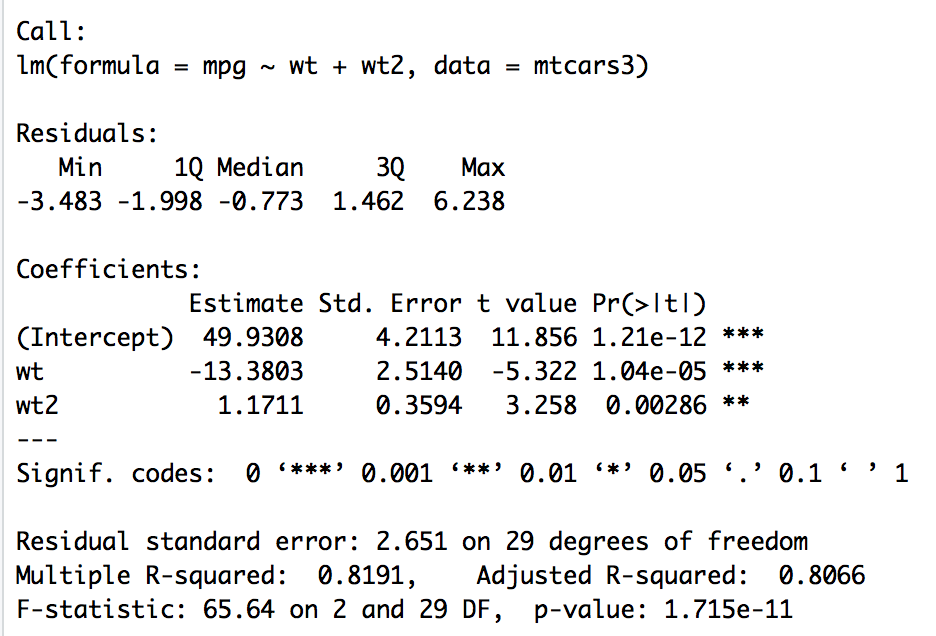 Call:
lm(formula = mpg ~ wt + wt2, data = mtcars3)
Residuals:
   Min     1Q Median     3Q    Max
-3.483 -1.998 -0.773  1.462  6.238
Coefficients:
            Estimate Std. Error t value Pr(>|t|)
(Intercept)  49.9308     4.2113  11.856 1.21e-12 ***
wt          -13.3803     2.5140  -5.322 1.04e-05 ***
wt2           1.1711     0.3594   3.258  0.00286 **
---
Signif. codes:  0 ‘***’ 0.001 ‘**’ 0.01 ‘*’ 0.05 ‘.’ 0.1 ‘ ’ 1
Residual standard error: 2.651 on 29 degrees of freedom
Multiple R-squared:  0.8191,    Adjusted R-squared:  0.8066
F-statistic: 65.64 on 2 and 29 DF,  p-value: 1.715e-11